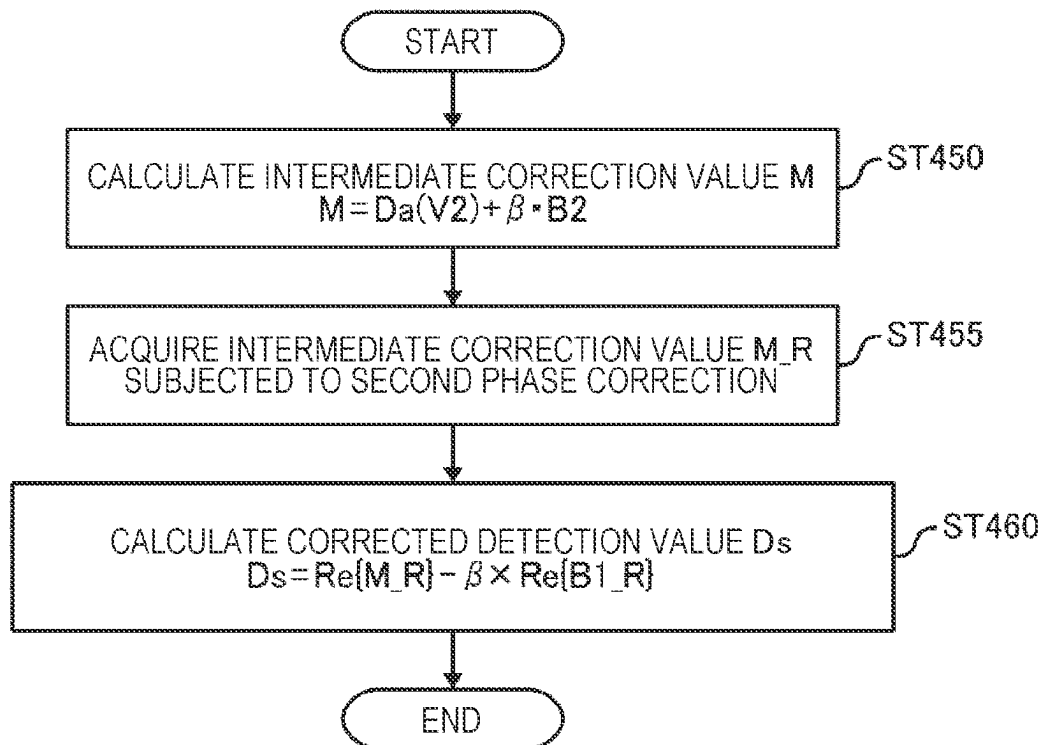 START
CALCULATE INTERMEDIATE CORRECTION VALUE M
M=Da(V2)+β·B2
ST450
ACQUIRE INTERMEDIATE CORRECTION VALUE M_R
SUBJECTED TO SECOND PHASE CORRECTION
ST455
CALCULATE CORRECTED DETECTION VALUE Ds
Ds=Re{M_R}-β×Re{B1_R}
ST460
END